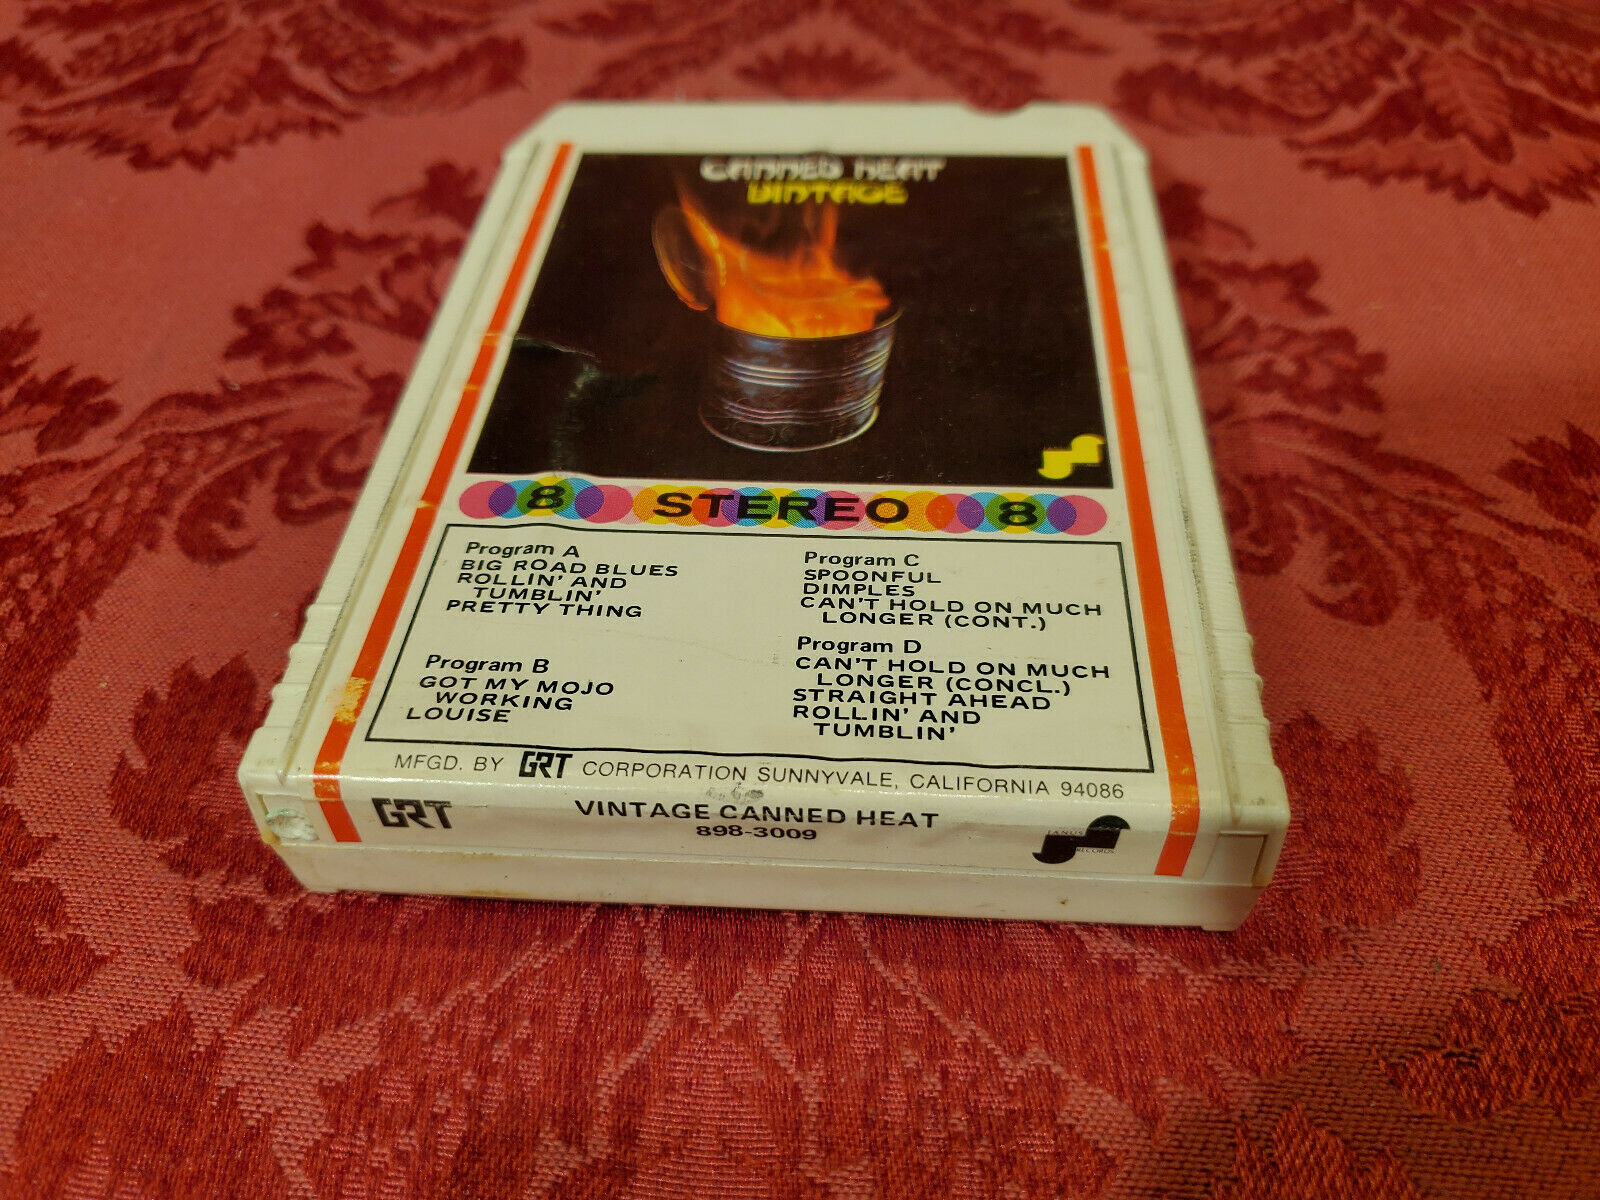 CANNED HEAT
VINTAGE
8 STEREO 8
Program A
BIG ROAD BLUES
ROLLIN' AND
TUMBLIN'
PRETTY THING
Program B
GOT MY MOJO
WORKING
LOUISE
Program C
SPOONFUL
DIMPLES
CAN'T HOLD ON MUCH
LONGER (CONT.)
Program D
CAN'T HOLD ON MUCH
LONGER (CONCL.)
STRAIGHT AHEAD
ROLLIN' AND
TUMBLIN'
MFGD. BY GRT CORPORATION SUNNYVALE, CALIFORNIA 94086
GRT
VINTAGE CANNED HEAT
898-3009
JANUS
RECORDS